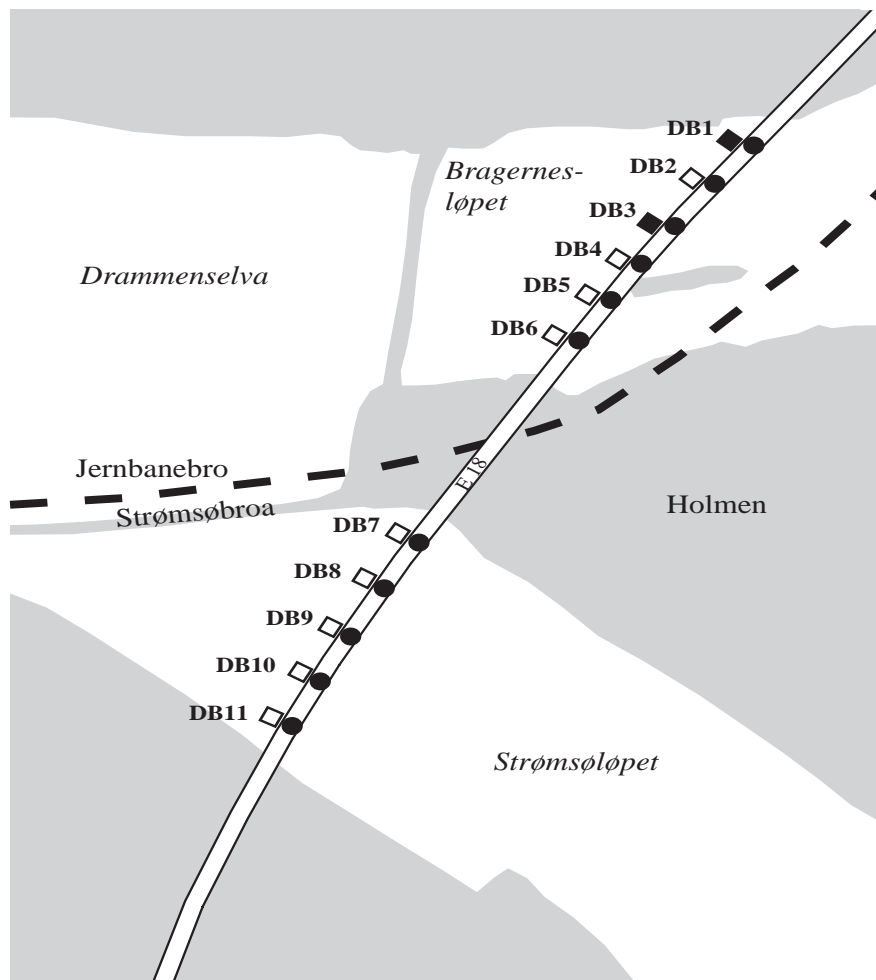 DB1
Bragernes-
løpet
DB2
DB3
DB4
Drammenselva
DB5
DB6
Jernbanebro
E 18
Holmen
Strømsøbroa
DB7
DB8
DB9
DB10
DB11
Strømsøløpet